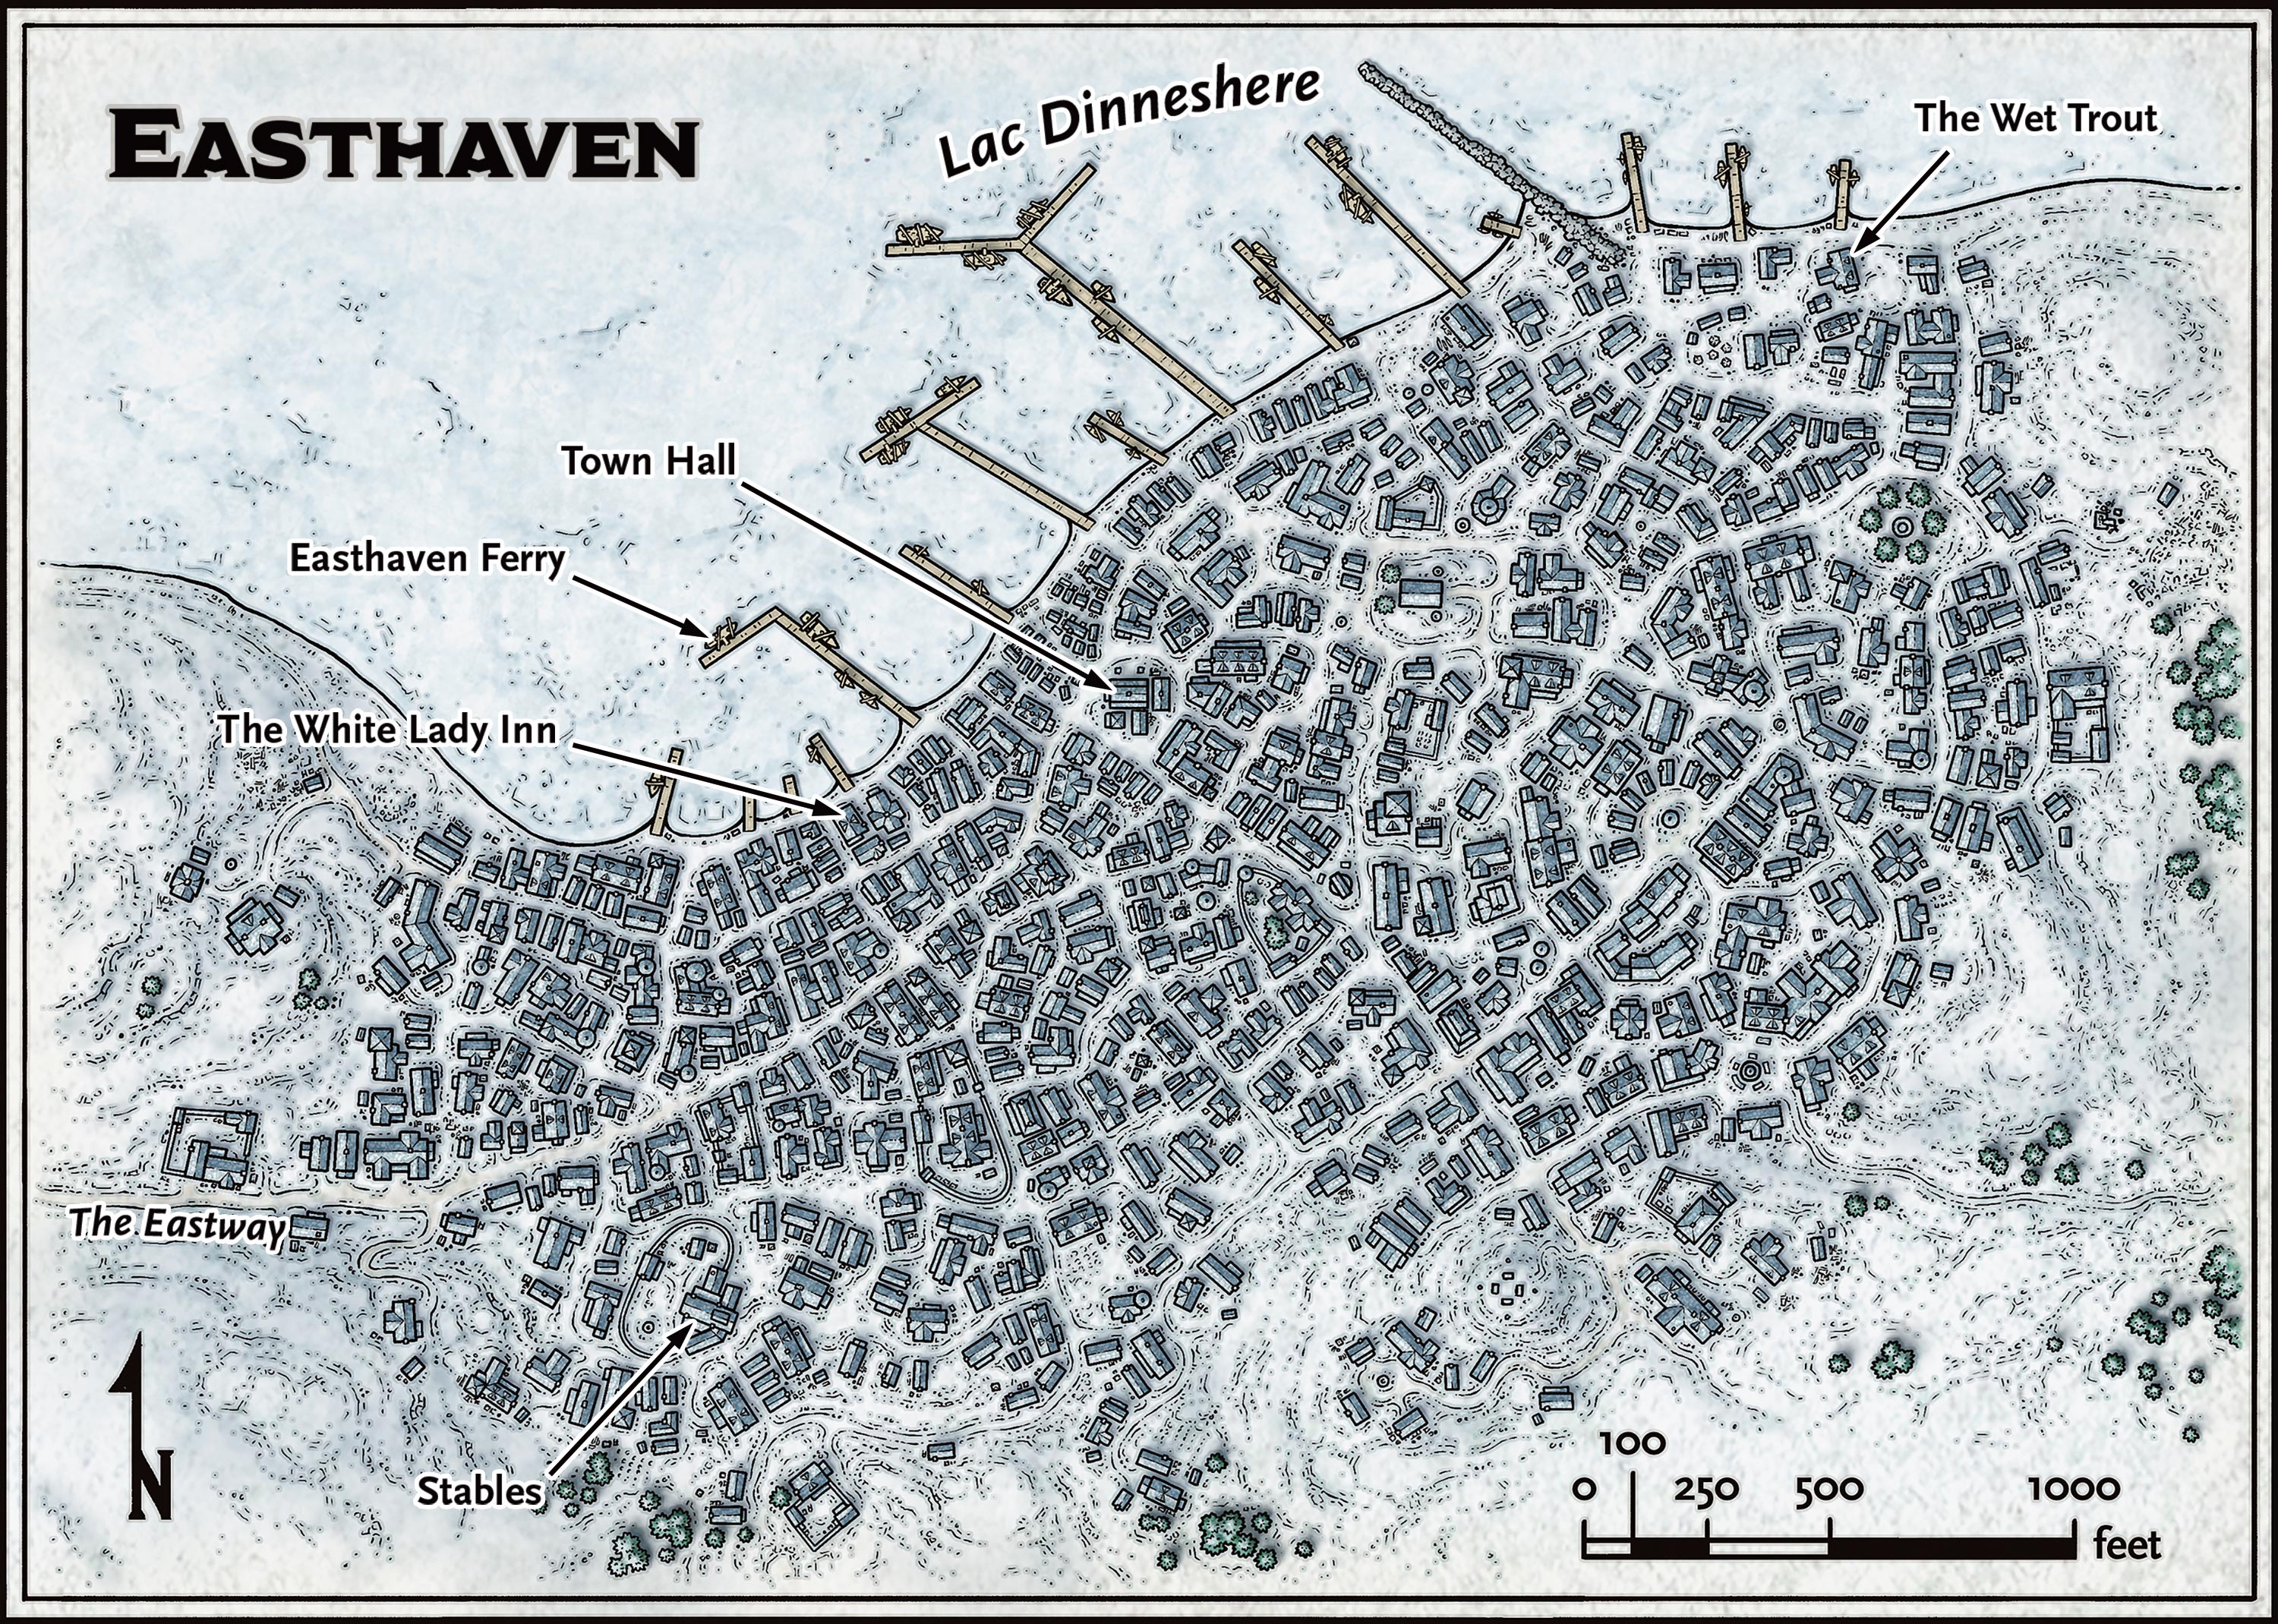 Easthaven
Lac Dinneshere
The Wet Trout
Town Hall
Easthaven Ferry
The White Lady Inn
The Eastway
Stables
N
100
0 250 500 1000
feet